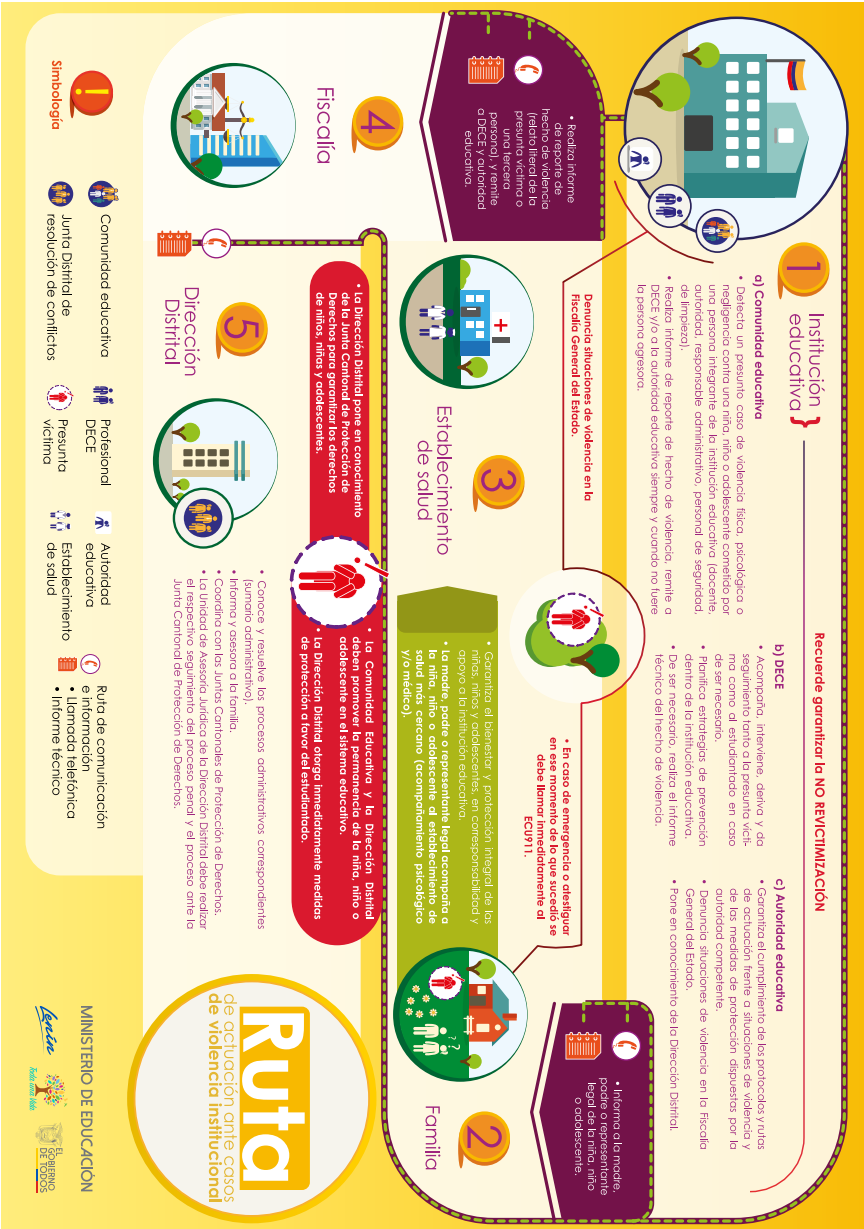 Recuerde garantizar la NO REVICTIMIZACIÓN
1
Institución
educativa
a) Comunidad educativa
• Detecta un presunto caso de violencia física, psicológica o
negligencia contra una niña, niño o adolescente cometido por
una persona integrante de la institución educativa (docente,
autoridad, responsable administrativo, personal de seguridad,
de limpieza).
• Realiza informe de reporte de hecho de violencia, remite a
DECE y/o a la autoridad educativa siempre y cuando no fuere
la persona agresora.
b) DECE
• Acompaña, interviene, deriva y da
seguimiento tanto a la presunta vícti-
ma como al estudiantado en caso
de ser necesario.
• Planifica estrategias de prevención
dentro de la institución educativa.
• De ser necesario, realiza el informe
técnico del hecho de violencia.
c) Autoridad educativa
• Garantiza el cumplimiento de los protocolos y rutas
de actuación frente a situaciones de violencia y
de las medidas de protección dispuestas por la
autoridad competente.
• Denuncia situaciones de violencia en la Fiscalía
General del Estado.
• Pone en conocimiento de la Dirección Distrital.
• Realiza informe
de reporte de
hecho de violencia
(relato literal de la
presunta víctima o
una tercera
persona), y remite
a DECE y autoridad
educativa.
Denuncia situaciones de violencia en la
Fiscalía General del Estado.
• En caso de emergencia o atestiguar
en ese momento de lo que sucedió se
debe llamar inmediatamente al
ECU911.
• Informa a la madre,
padre o representante
legal de la niña, niño
o adolescente.
2
Familia
3
Establecimiento
de salud
• Garantiza el bienestar y protección integral de las
niñas, niños y adolescentes, en corresponsabilidad y
apoyo a la institución educativa.
• La madre, padre o representante legal acompaña a
la niña, niño o adolescente al establecimiento de
salud más cercano (acompañamiento psicológico
y/o médico).
? ?
4
Fiscalía
• La Dirección Distrital pone en conocimiento
de la Junta Cantonal de Protección de
Derechos para garantizar los derechos
de niños, niñas y adolescentes.
• La Comunidad Educativa y la Dirección Distrital
deben promover la permanencia de la niña, niño o
adolescente en el sistema educativo.
• La Dirección Distrital otorga inmediatamente medidas
de protección a favor del estudiantado.
5
Dirección
Distrital
• Conoce y resuelve los procesos administrativos correspondientes
(sumario administrativo).
• Informa y asesora a la familia.
• Coordina con las Juntas Cantonales de Protección de Derechos.
• La Unidad de Asesoría Jurídica de la Dirección Distrital debe realizar
el respectivo seguimiento del proceso penal y el proceso ante la
Junta Cantonal de Protección de Derechos.
Ruta
de actuación ante casos
de violencia institucional
!
Simbología
Comunidad educativa
Junta Distrital de
resolución de conflictos
Profesional
DECE
Presunta
víctima
Autoridad
educativa
Establecimiento
de salud
Ruta de comunicación
e información
• Llamada telefónica
• Informe técnico
MINISTERIO DE EDUCACIÓN
Lenín
Toda una Vida
EL
GOBIERNO
DE TODOS